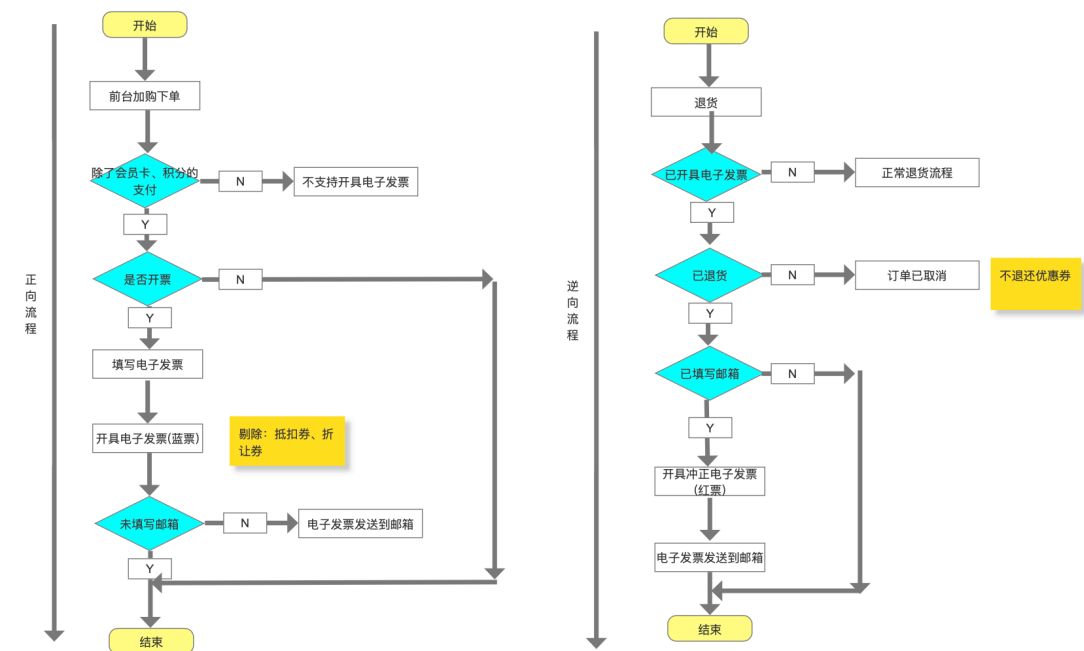 正
向
流
程
开始
前台加购下单
除了会员卡、积分的
支付
N
不支持开具电子发票
Y
是否开票
N
Y
填写电子发票
开具电子发票(蓝票)
剔除：抵扣券、折
让券
未填写邮箱
N
电子发票发送到邮箱
Y
结束
逆
向
流
程
开始
退货
已开具电子发票
N
正常退货流程
Y
已退货
N
订单已取消
不退还优惠券
Y
已填写邮箱
N
Y
开具冲正电子发票
(红票)
电子发票发送到邮箱
结束